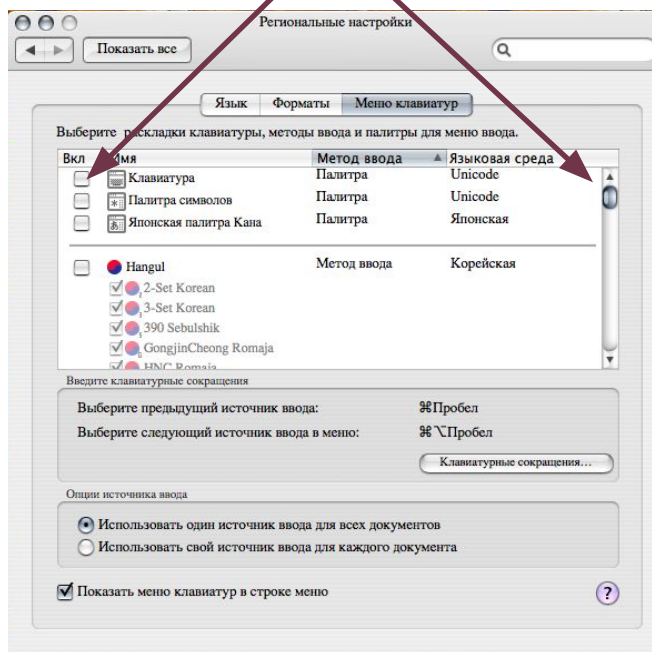 Региональные настройки
Показать все
Язык Форматы Меню клавиатур
Выберите раскладки клавиатуры, методы ввода и палитры для меню ввода.
Вкл Имя Метод ввода Языковая среда
Клавиатура Палитра Unicode
Палитра символов Палитра Unicode
Японская палитра Кана Палитра Японская
Hangul Метод ввода Корейская
2-Set Korean
3-Set Korean
390 Sebulshik
GongjinCheong Romaja
HNC Romaja
Введите клавиатурные сокращения
Выберите предыдущий источник ввода: ⌘Пробел
Выберите следующий источник ввода в меню: ⌘⌥Пробел
Клавиатурные сокращения...
Опции источника ввода
Использовать один источник ввода для всех документов
Использовать свой источник ввода для каждого документа
Показать меню клавиатур в строке меню
?